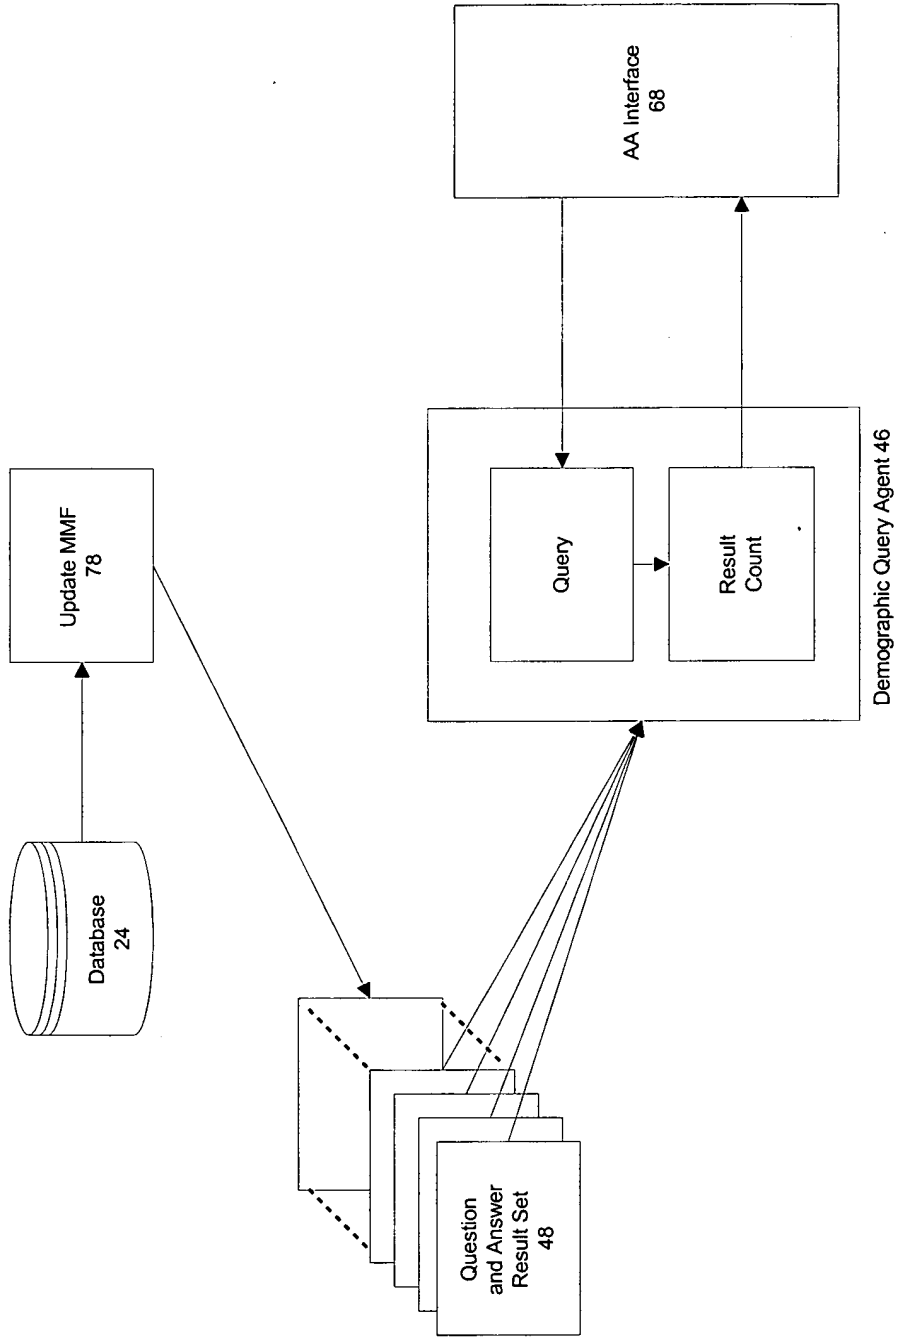 Database
24
Update MMF
78
Question
and Answer
Result Set
48
Query
Result
Count
Demographic Query Agent 46
AA Interface
68